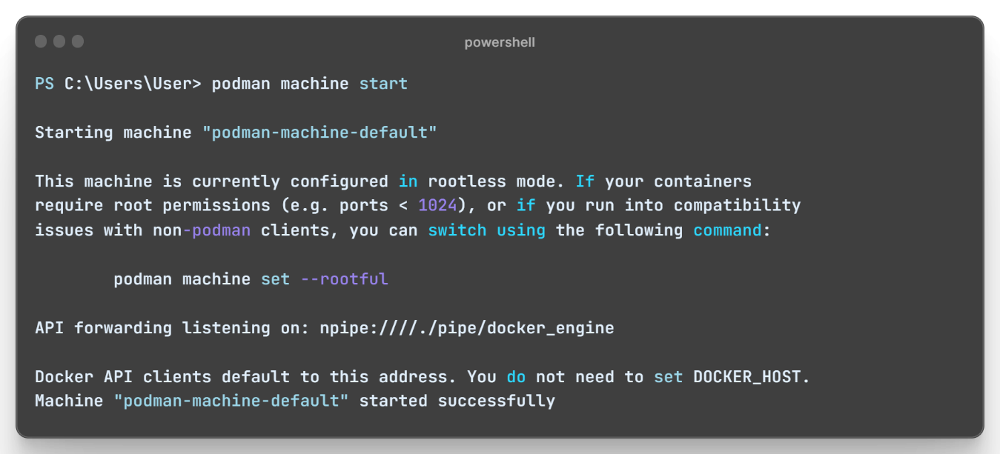 powershell
PS C:\Users\User> podman machine start
Starting machine "podman-machine-default"
This machine is currently configured in rootless mode. If your containers
require root permissions (e.g. ports < 1024), or if you run into compatibility
issues with non-podman clients, you can switch using the following command:
podman machine set --rootful
API forwarding listening on: npipe:////./pipe/docker_engine
Docker API clients default to this address. You do not need to set DOCKER_HOST.
Machine "podman-machine-default" started successfully